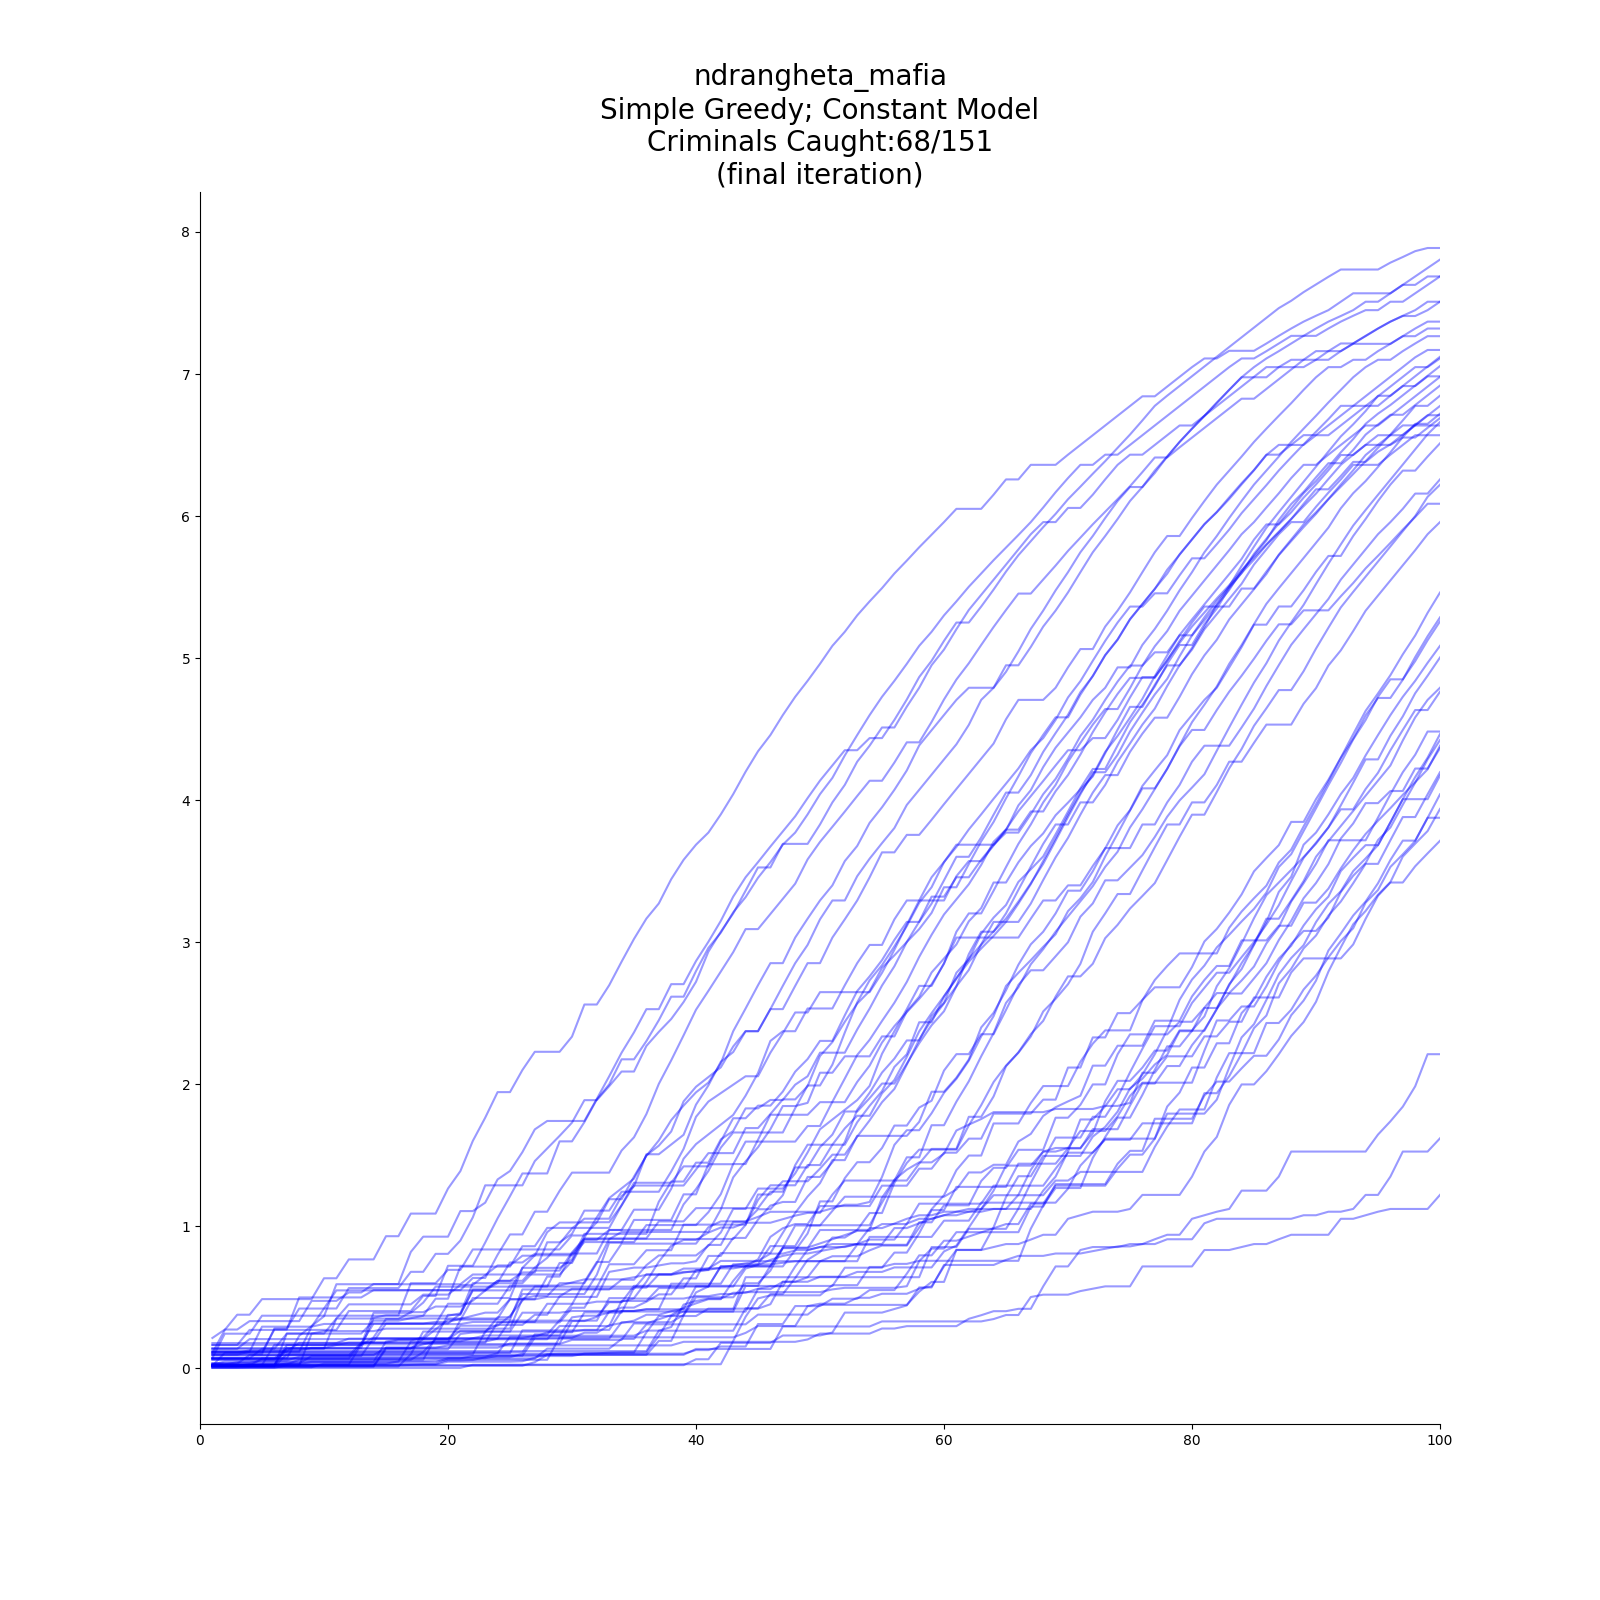 ndrangheta_mafia
Simple Greedy; Constant Model
Criminals Caught:68/151
(final iteration)
8
7
6
5
4
3
2
1
0
0 20 40 60 80 100